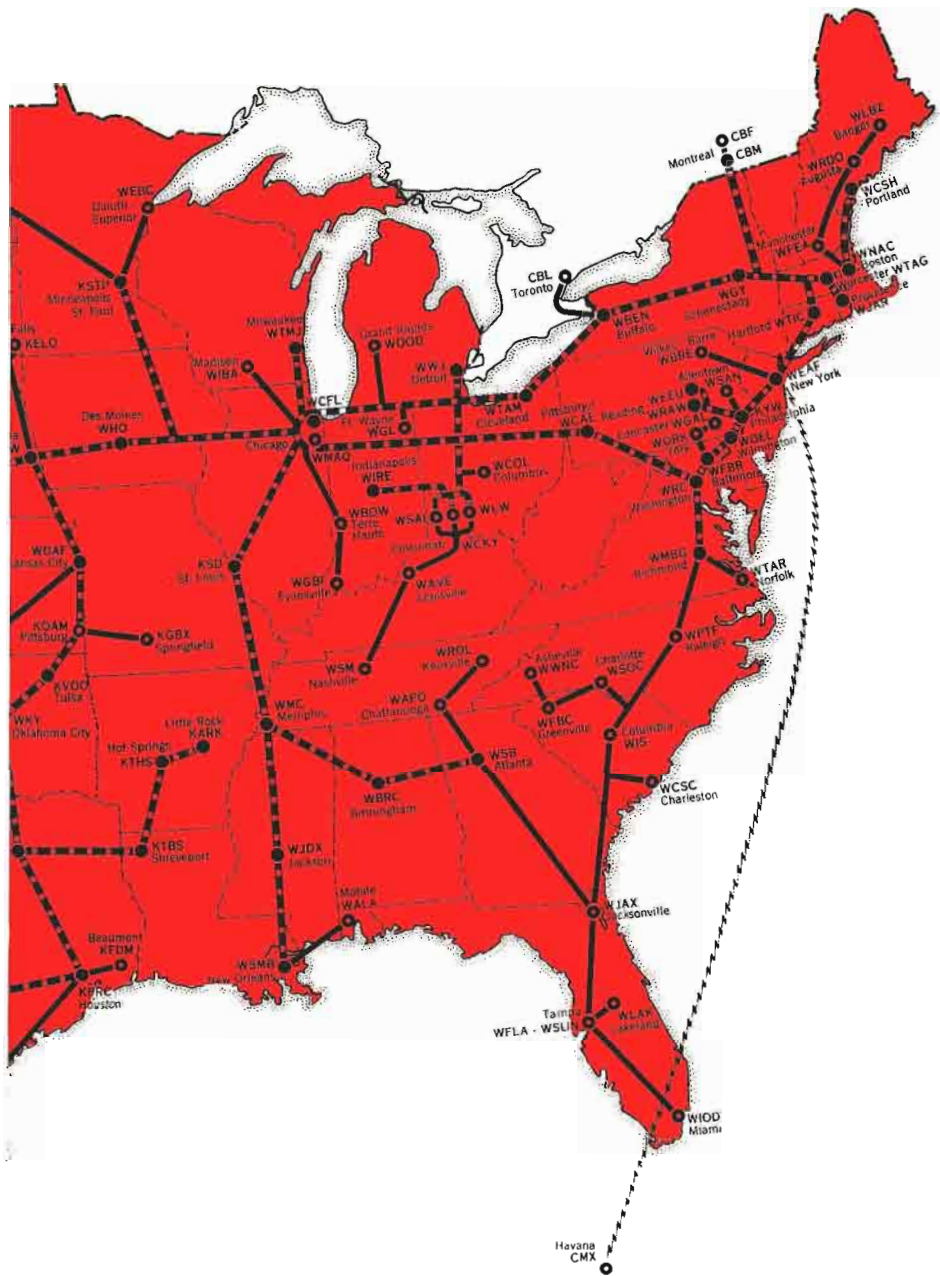 WLBZ
Bangor
WRDO
Augusta
CBF
Montreal
CBM
WCSH
Portland
WEBC
Duluth
Superior
Manchester
WFEA
WNAC
Boston
Worcester WTAG
CBL
Toronto
KSTP
Minneapolis
St. Paul
WGY
Schenectady
Providence
WJAR
WBEN
Buffalo
Hartford WTIC
Falls
KELO
Milwaukee
WTMJ
Grand Rapids
WOOD
Wilkes Barre
WBRE
Madison
WIBA
WWJ
Detroit
Allentown
WSAN
WEAF
New York
WCFL
WTAM
Cleveland
Reading
WEEU
WRAW
KYW
Philadelphia
Des Moines
WHO
Ft. Wayne
WGL
Pittsburgh
WCAE
Lancaster WGAL
WORK
York
WDEL
Wilmington
Chicago
WMAQ
Indianapolis
WIRE
WCOL
Columbus
WFBR
Baltimore
WRC
Washington
WBOW
Terre
Haute
WSAI
WLW
Cincinnati
WCKY
WDAF
ansas City
KSD
St. Louis
WGBF
Evansville
WAVE
Louisville
WMBG
Richmond
WTAR
Norfolk
KOAM
Pittsburg
KGBX
Springfield
WPTF
Raleigh
WSM
Nashville
WROL
Knoxville
Asheville
WWNC
Charlotte
WSOC
KVOO
Tulsa
WAPO
Chattanooga
WFBC
Greenville
WMC
Memphis
WKY
Oklahoma City
Little Rock
KARK
Hot Springs
KTHS
Columbia
WIS
WSB
Atlanta
WBRC
Birmingham
WCSC
Charleston
KTBS
Shreveport
WJDX
Jackson
Mobile
WALA
WJAX
Jacksonville
Beaumont
KFDM
WSMB
New Orleans
KPRC
Houston
Tampa
WFLA - WSUN
WLAK
Lakeland
WIOD
Miami
Havana
CMX